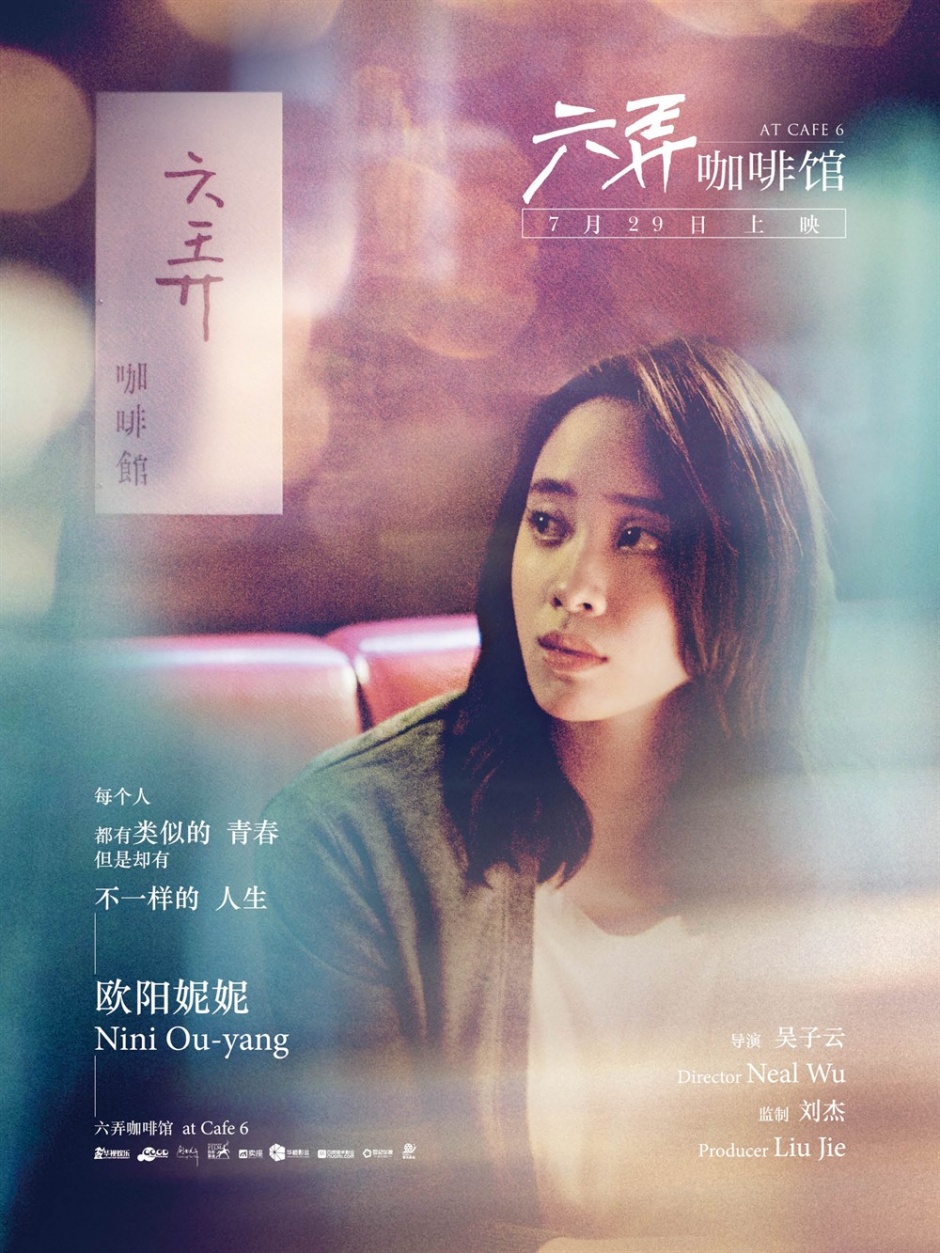 六弄
咖
啡
館
六弄
AT CAFE 6
咖啡馆
7月29日上映
每个人
都有类似的 青春
但是却有
不一样的 人生
欧阳妮妮
Nini Ou-yang
六弄咖啡馆 at Cafe 6
导演 吴子云
Director Neal Wu
监制 刘杰
Producer Liu Jie